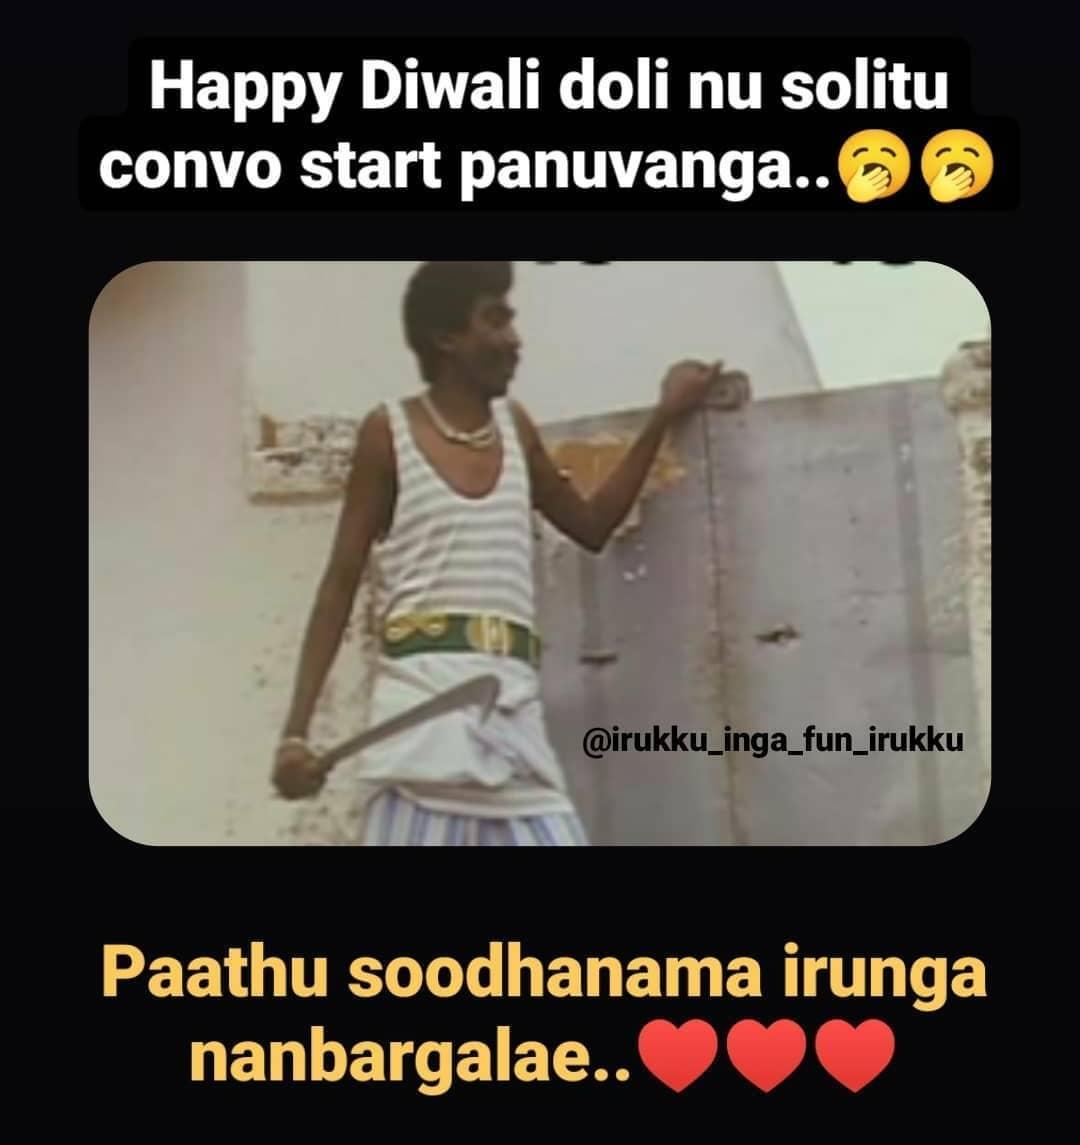 Happy Diwali doli nu solitu
convo start panuvanga..🥱🥱
@irukku_inga_fun_irukku
Paathu soodhanama irunga
nanbargalae..♥️♥️♥️